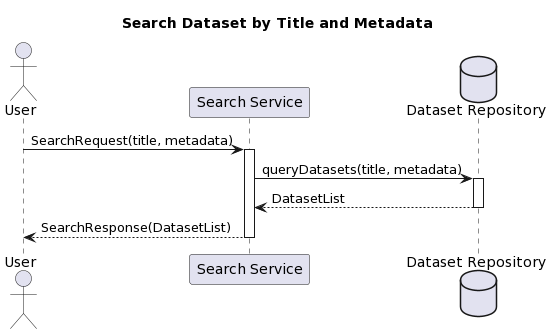 Search Dataset by Title and Metadata
User
Search Service
Dataset Repository
SearchRequest(title, metadata)
queryDatasets(title, metadata)
DatasetList
SearchResponse(DatasetList)
User
Search Service
Dataset Repository